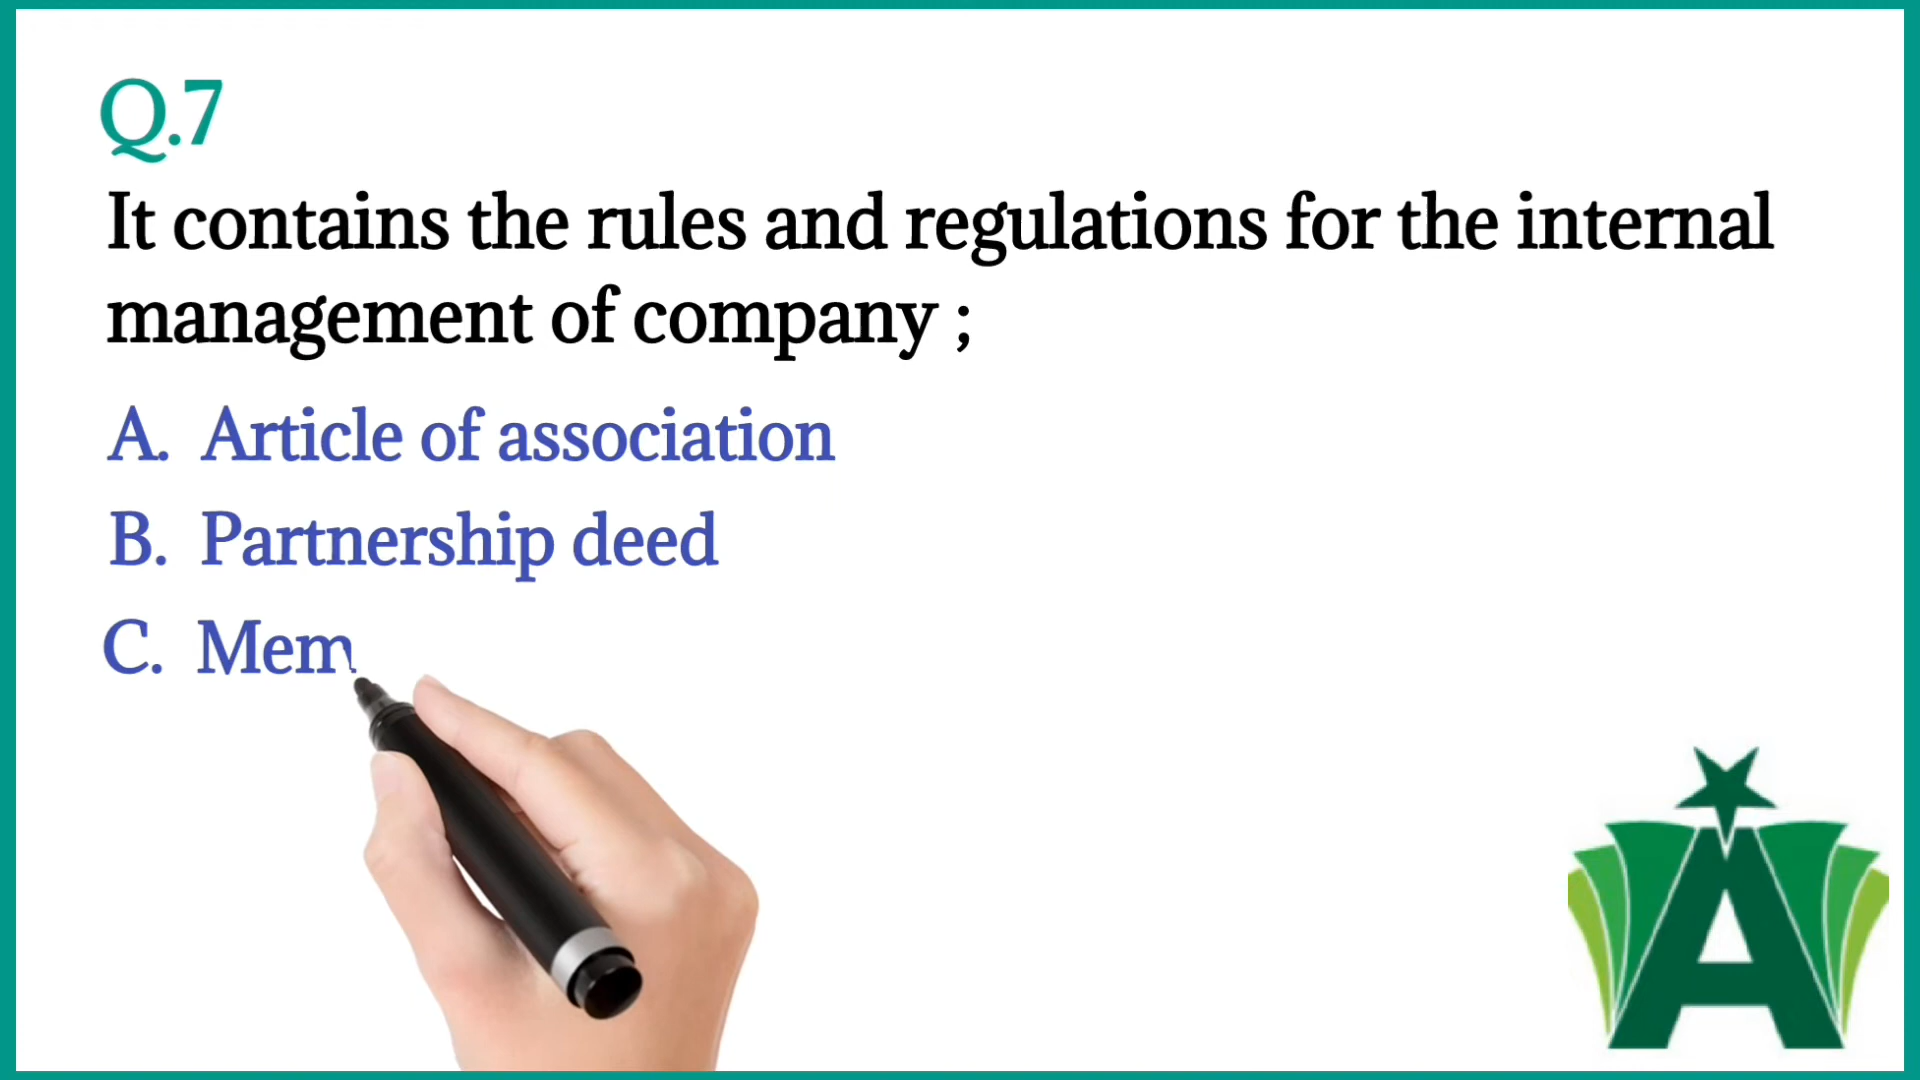 Q.7
It contains the rules and regulations for the internal
management of company ;
A. Article of association
B. Partnership deed
C. Mem
A